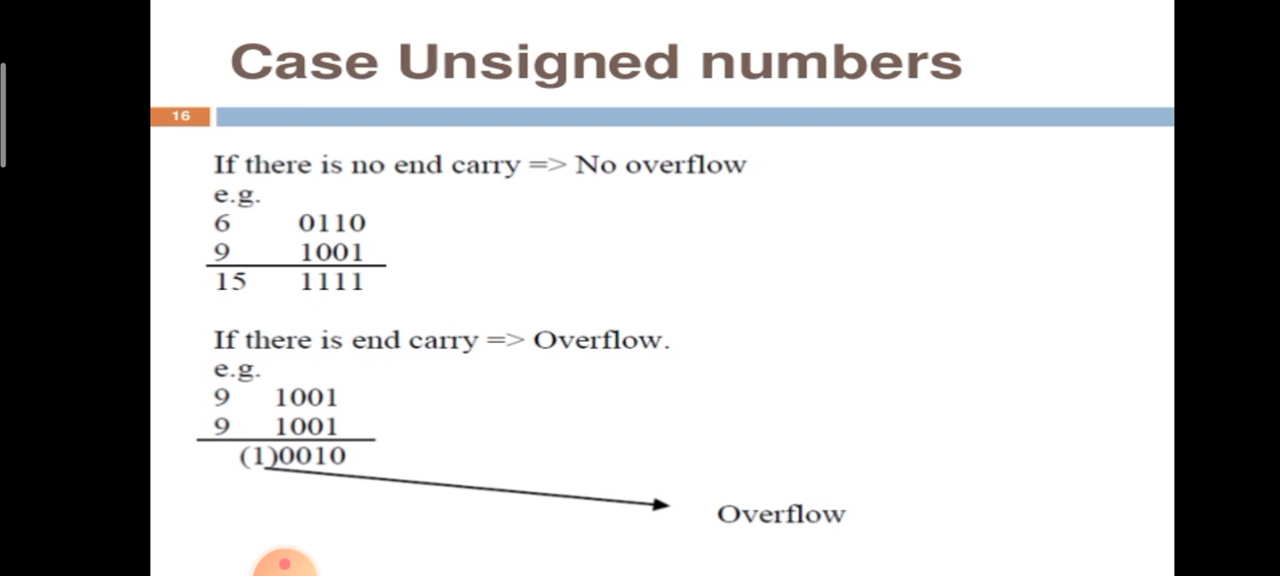 Case Unsigned numbers
16
If there is no end carry => No overflow
e.g.
6 0110
9 1001
15 1111
If there is end carry => Overflow.
e.g.
9 1001
9 1001
(1)0010
Overflow